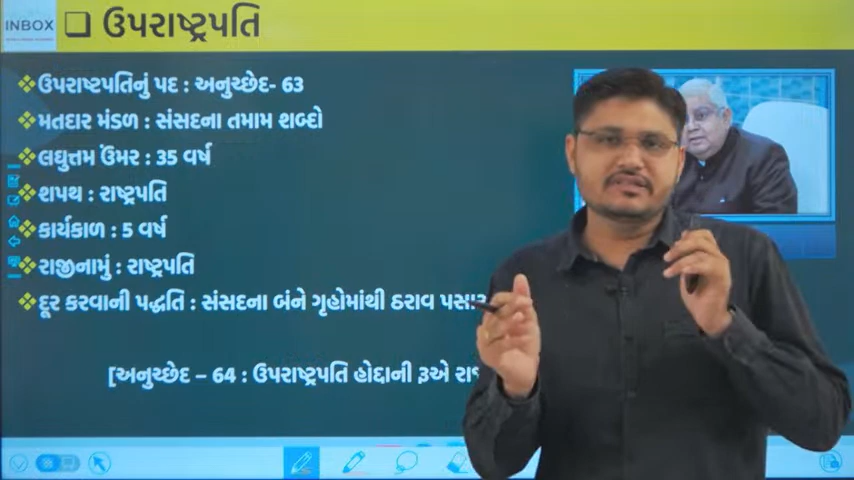 INBOX
❑ ઉપરાષ્ટ્રપતિ
❖ઉપરાષ્ટપતિનું પદ : અનુચ્છેદ- 63
❖મતદાર મંડળ : સંસદના તમામ શબ્દો
❖લઘુત્તમ ઉંમર : 35 વર્ષ
❖શપથ : રાષ્ટ્રપતિ
❖કાર્યકાળ : 5 વર્ષ
❖રાજીનામું : રાષ્ટ્રપતિ
❖દૂર કરવાની પદ્ધતિ : સંસદના બંને ગૃહોમાંથી ઠરાવ
[અનુચ્છેદ – 64 : ઉપરાષ્ટ્રપતિ હોદ્દાની રૂએ